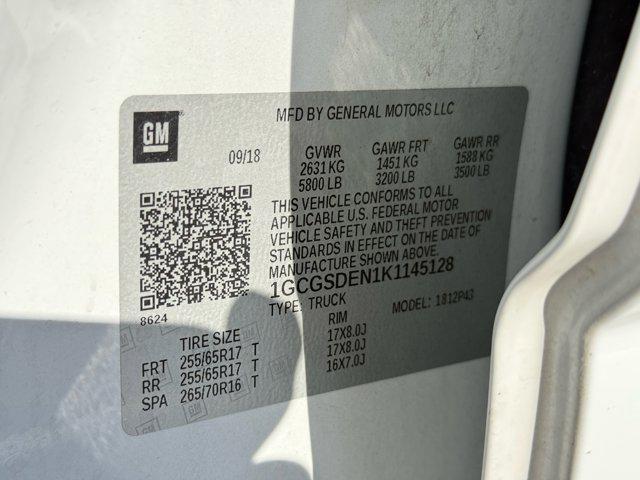 MFD BY GENERAL MOTORS LLC
GM
09/18
GVWR GAWR FRT GAWR RR
2631 KG 1451 KG 1588 KG
5800 LB 3200 LB 3500 LB
THIS VEHICLE CONFORMS TO ALL
APPLICABLE U.S. FEDERAL MOTOR
VEHICLE SAFETY AND THEFT PREVENTION
STANDARDS IN EFFECT ON THE DATE OF
MANUFACTURE SHOWN ABOVE.
1GCGSDEN1K1145128
TYPE: TRUCK MODEL: 1812P43
8624
TIRE SIZE RIM
FRT 255/65R17 T 17X8.0J
RR 255/65R17 T 17X8.0J
SPA 265/70R16 T 16X7.0J